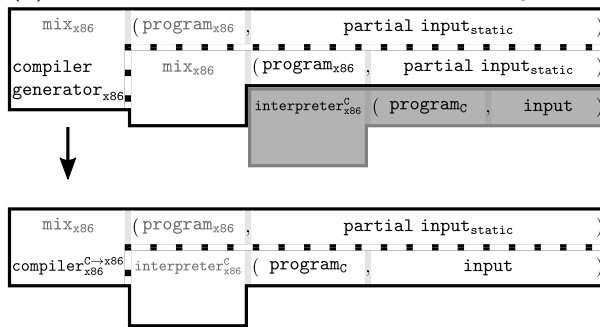 mix_x86 (program_x86 , partial input_static )
compiler mix_x86 (program_x86 , partial input_static )
generator_x86
interpreter^C_x86 ( program_C , input )
mix_x86 (program_x86 , partial input_static )
compiler^C→x86_x86 interpreter^C_x86 ( program_C , input )